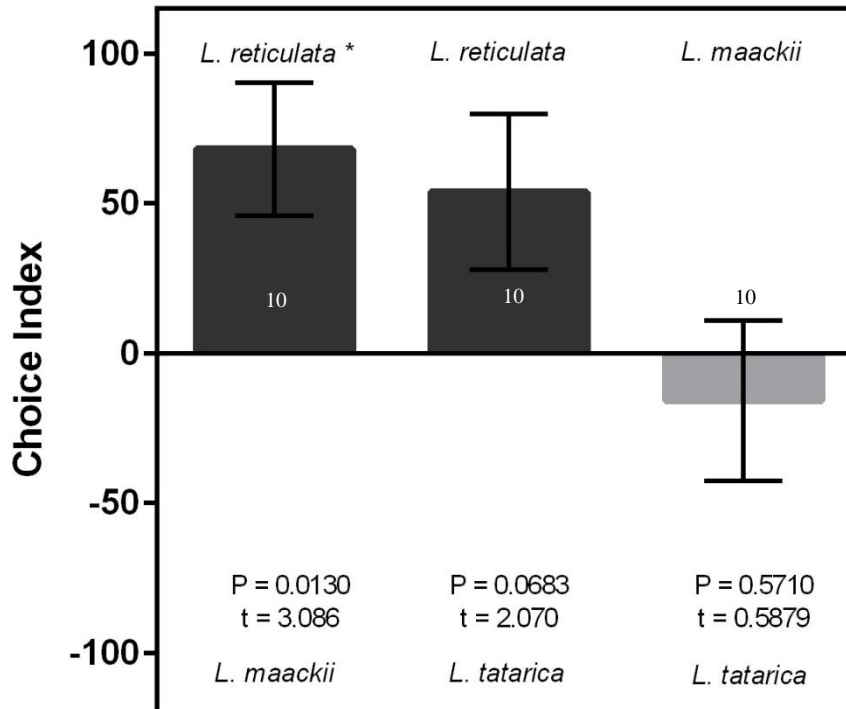 Choice Index
100
50
0
-50
-100
L. reticulata *
L. reticulata
L. maackii
10
10
10
P = 0.0130
t = 3.086
P = 0.0683
t = 2.070
P = 0.5710
t = 0.5879
L. maackii
L. tatarica
L. tatarica